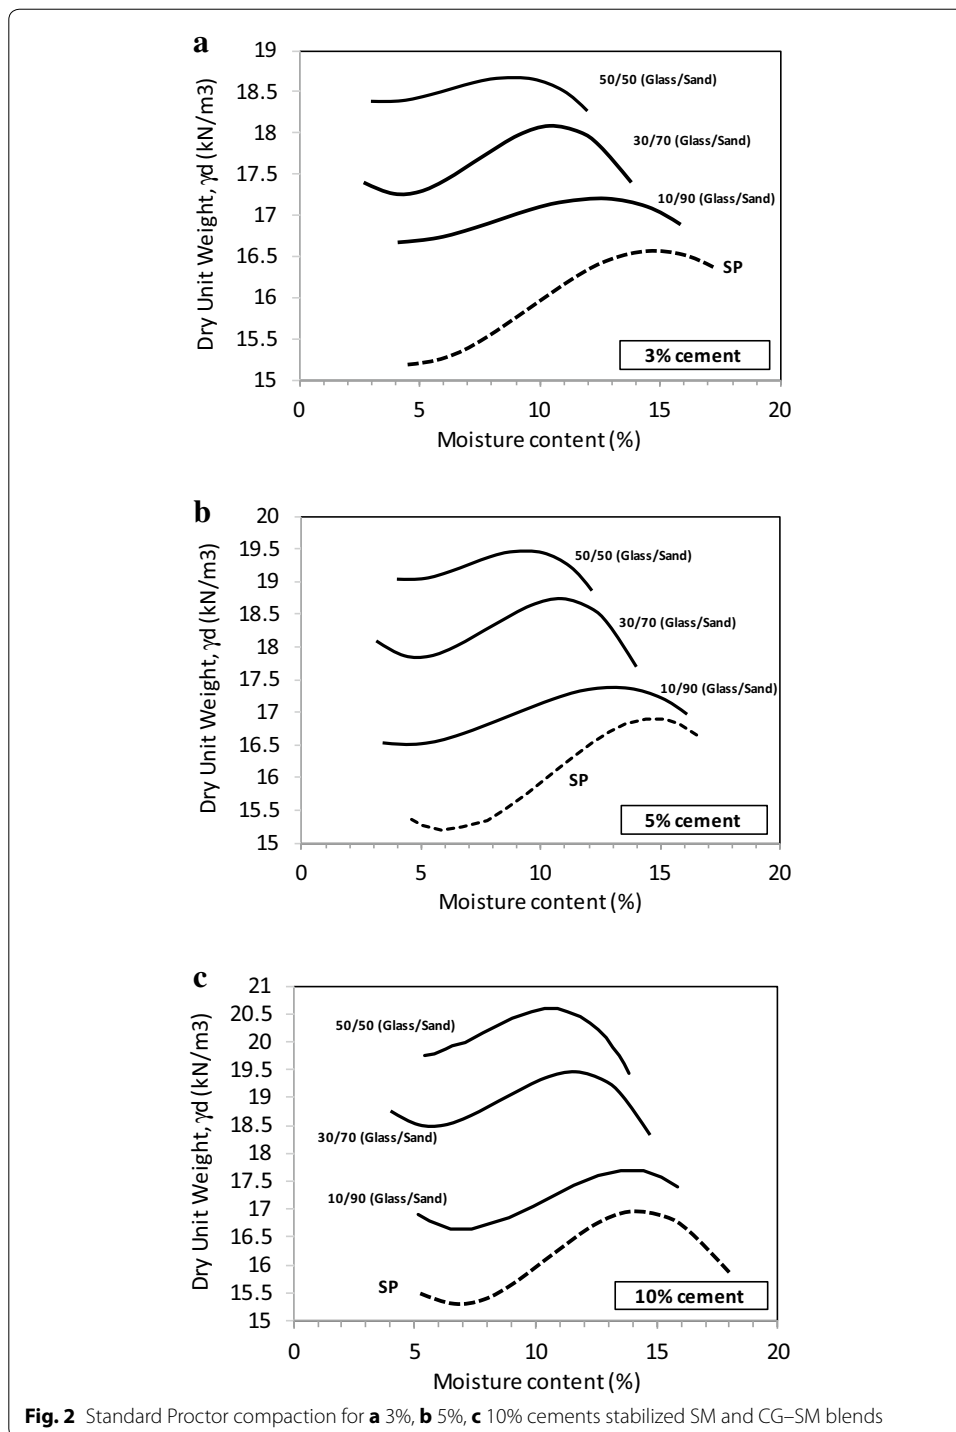 a
19
18.5
18
17.5
17
16.5
16
15.5
15
Dry Unit Weight, γd (kN/m3)
50/50 (Glass/Sand)
30/70 (Glass/Sand)
10/90 (Glass/Sand)
SP
3% cement
0 5 10 15 20
Moisture content (%)
b
20
19.5
19
18.5
18
17.5
17
16.5
16
15.5
15
Dry Unit Weight, γd (kN/m3)
50/50 (Glass/Sand)
30/70 (Glass/Sand)
10/90 (Glass/Sand)
SP
5% cement
0 5 10 15 20
Moisture content (%)
c
21
20.5
20
19.5
19
18.5
18
17.5
17
16.5
16
15.5
15
Dry Unit Weight, γd (kN/m3)
50/50 (Glass/Sand)
30/70 (Glass/Sand)
10/90 (Glass/Sand)
SP
10% cement
0 5 10 15 20
Moisture content (%)
Fig. 2 Standard Proctor compaction for a 3%, b 5%, c 10% cements stabilized SM and CG–SM blends